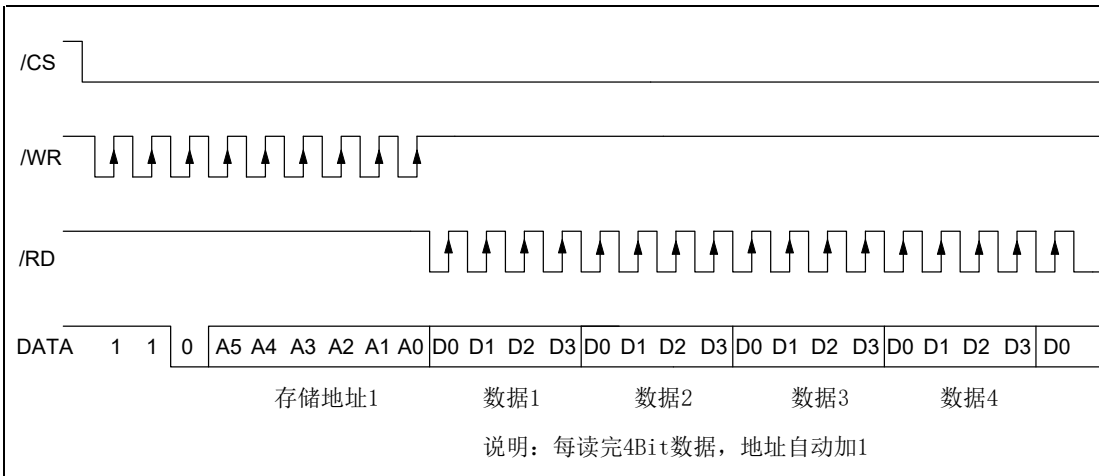 /CS
/WR
/RD
DATA 1 1 0 A5 A4 A3 A2 A1 A0 D0 D1 D2 D3 D0 D1 D2 D3 D0 D1 D2 D3 D0 D1 D2 D3 D0
存储地址1 数据1 数据2 数据3 数据4
说明：每读完4Bit数据，地址自动加1